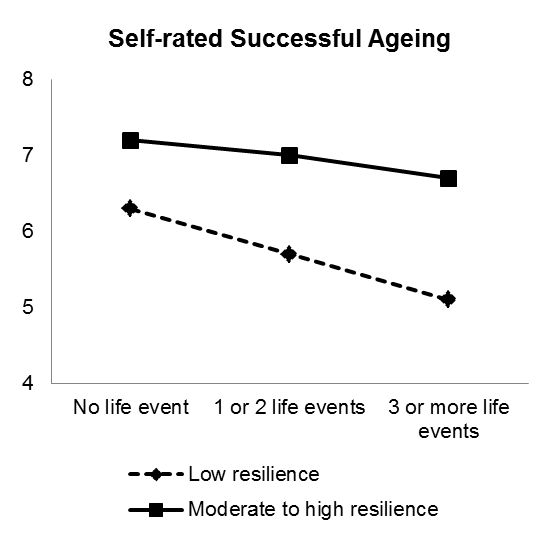 Self-rated Successful Ageing
8
7
6
5
4
No life event
1 or 2 life events
3 or more life
events
Low resilience
Moderate to high resilience